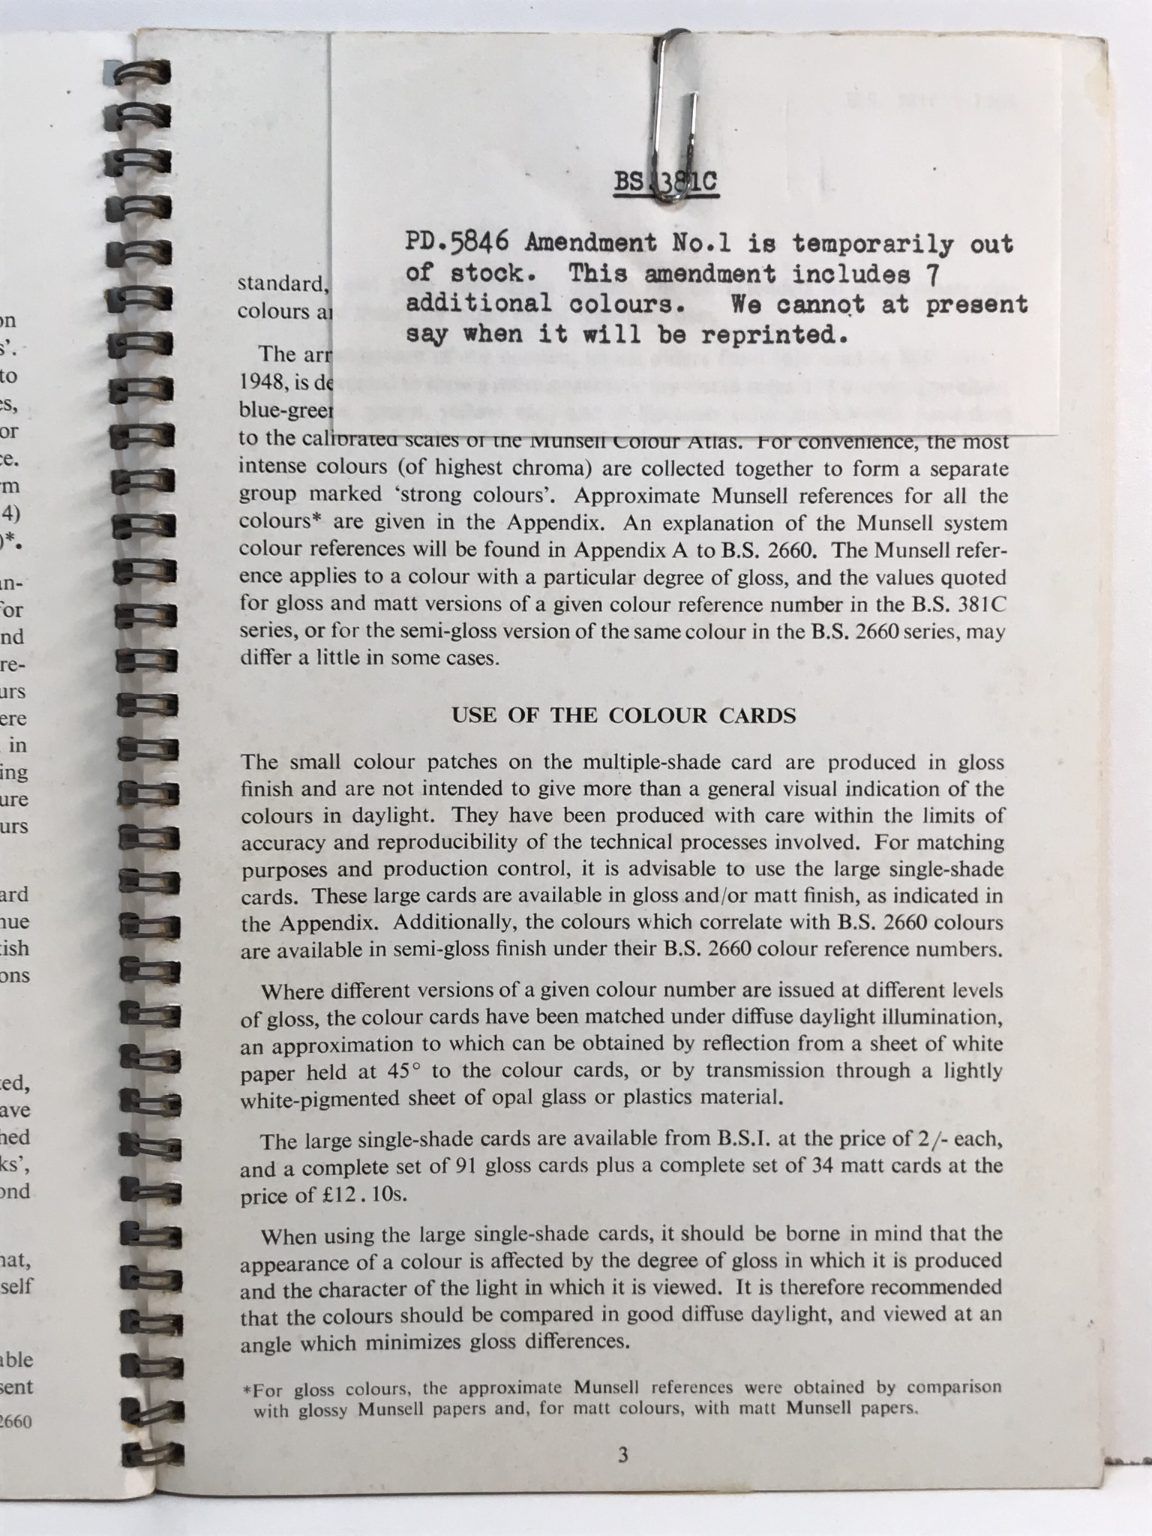 BS 381C
PD.5846 Amendment No.1 is temporarily out
of stock. This amendment includes 7
additional colours. We cannot at present
say when it will be reprinted.
standard,
colours
The
1948, is
to the calibrated scales of the Munsell Colour Atlas. For convenience, the most
intense colours (of highest chroma) are collected together to form a separate
group marked ‘strong colours’. Approximate Munsell references for all the
colours* are given in the Appendix. An explanation of the Munsell system
colour references will be found in Appendix A to B.S. 2660. The Munsell refer-
ence applies to a colour with a particular degree of gloss, and the values quoted
for gloss and matt versions of a given colour reference number in the B.S. 381C
series, or for the semi-gloss version of the same colour in the B.S. 2660 series, may
differ a little in some cases.
USE OF THE COLOUR CARDS
The small colour patches on the multiple-shade card are produced in gloss
finish and are not intended to give more than a general visual indication of the
colours in daylight. They have been produced with care within the limits of
accuracy and reproducibility of the technical processes involved. For matching
purposes and production control, it is advisable to use the large single-shade
cards. These large cards are available in gloss and/or matt finish, as indicated in
the Appendix. Additionally, the colours which correlate with B.S. 2660 colours
are available in semi-gloss finish under their B.S. 2660 colour reference numbers.
Where different versions of a given colour number are issued at different levels
of gloss, the colour cards have been matched under diffuse daylight illumination,
an approximation to which can be obtained by reflection from a sheet of white
paper held at 45° to the colour cards, or by transmission through a lightly
white-pigmented sheet of opal glass or plastics material.
The large single-shade cards are available from B.S.I. at the price of 2/- each,
and a complete set of 91 gloss cards plus a complete set of 34 matt cards at the
price of £12.10s.
When using the large single-shade cards, it should be borne in mind that the
appearance of a colour is affected by the degree of gloss in which it is produced
and the character of the light in which it is viewed. It is therefore recommended
that the colours should be compared in good diffuse daylight, and viewed at an
angle which minimizes gloss differences.
*For gloss colours, the approximate Munsell references were obtained by comparison
with glossy Munsell papers and, for matt colours, with matt Munsell papers.
3